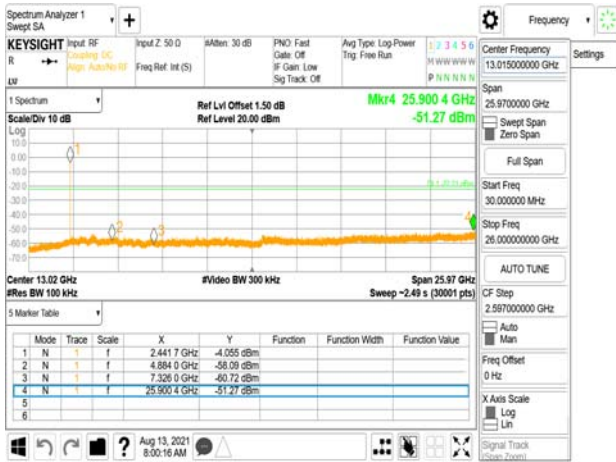 Spectrum Analyzer 1
Swept SA
+
Frequency
KEYSIGHT
Input: RF
Coupling: DC
Align: Auto/No RF
Input Z: 50 Ω
Freq Ref: Int (S)
#Atten: 30 dB
PNO: Fast
Gate: Off
IF Gain: Low
Sig Track: Off
Avg Type: Log-Power
Trig: Free Run
1 2 3 4 5 6
M W W W W W
P N N N N N
R
LXI
Center Frequency
13.015000000 GHz
Settings
Span
25.9700000 GHz
Swept Span
Zero Span
Full Span
Start Freq
30.000000 MHz
Stop Freq
26.000000000 GHz
AUTO TUNE
CF Step
2.597000000 GHz
Auto
Man
Freq Offset
0 Hz
X Axis Scale
Log
Lin
Signal Track
(Span Zoom)
1 Spectrum
Scale/Div 10 dB
Ref Lvl Offset 1.50 dB
Ref Level 20.00 dBm
Mkr4 25.900 4 GHz
-51.27 dBm
Log
10.0
0.00
-10.0
-20.0
-30.0
-40.0
-50.0
-60.0
-70.0
1
2
3
4
Center 13.02 GHz
#Video BW 300 kHz
Span 25.97 GHz
#Res BW 100 kHz
Sweep ~2.49 s (30001 pts)
5 Marker Table
Mode Trace Scale X Y Function Function Width Function Value
1 N 1 f 2.441 7 GHz -4.055 dBm
2 N 1 f 4.884 0 GHz -58.09 dBm
3 N 1 f 7.326 0 GHz -60.72 dBm
4 N 1 f 25.900 4 GHz -51.27 dBm
5
6
?
Aug 13, 2021
8:00:16 AM